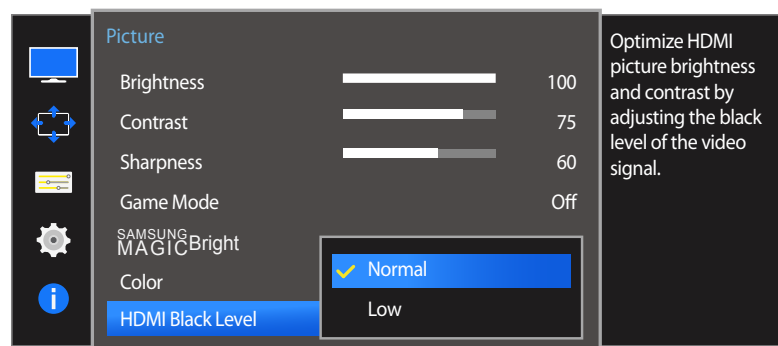 Picture
Brightness 100
Contrast 75
Sharpness 60
Game Mode Off
SAMSUNG
MAGICBright
Color
HDMI Black Level
Normal
Low
Optimize HDMI
picture brightness
and contrast by
adjusting the black
level of the video
signal.
i